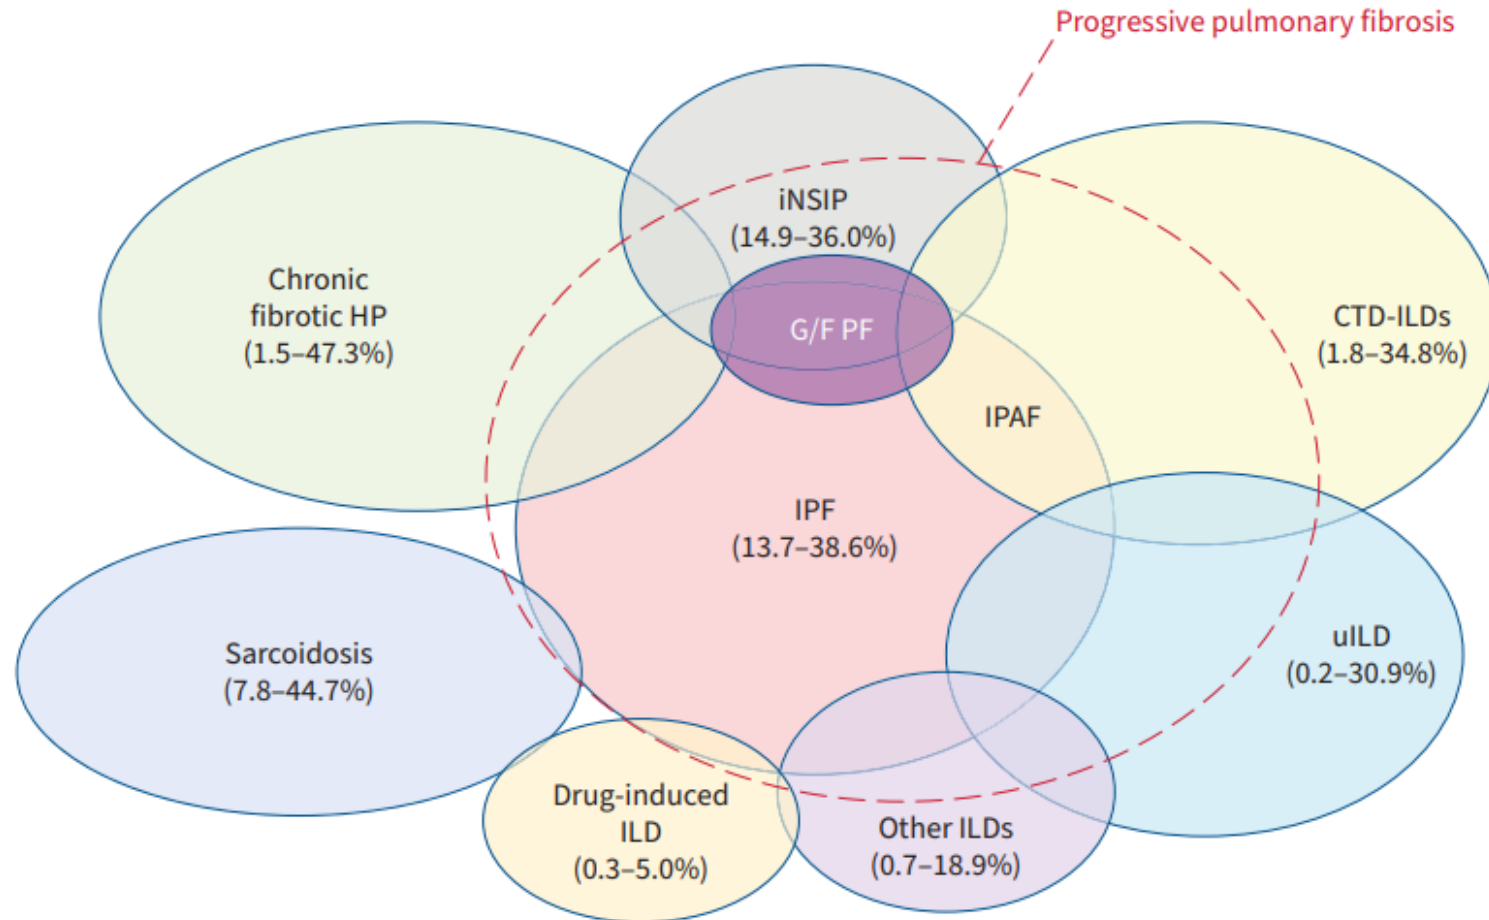 Progressive pulmonary fibrosis
iNSIP
(14.9–36.0%)
Chronic
fibrotic HP
(1.5–47.3%)
G/F PF
CTD-ILDs
(1.8–34.8%)
IPAF
IPF
(13.7–38.6%)
Sarcoidosis
(7.8–44.7%)
uILD
(0.2–30.9%)
Drug-induced
ILD
(0.3–5.0%)
Other ILDs
(0.7–18.9%)